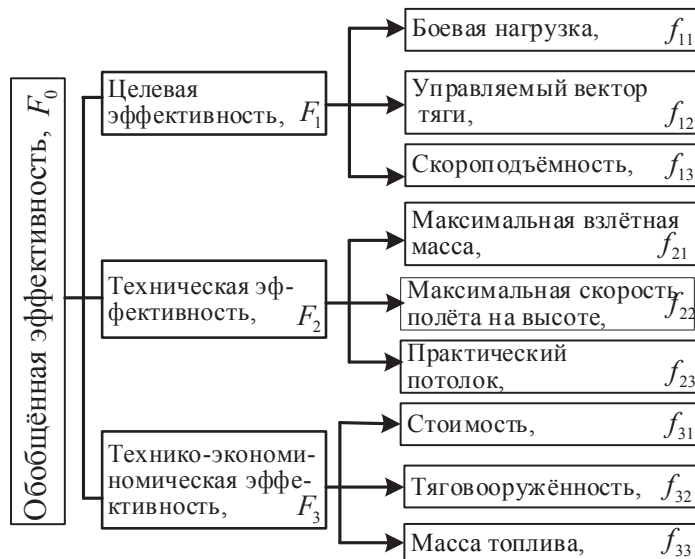 Обобщённая эффективность, F₀
Целевая
эффективность, F₁
Боевая нагрузка, f₁₁
Управляемый вектор
тяги, f₁₂
Скороподъёмность, f₁₃
Техническая эф-
фективность, F₂
Максимальная взлётная
масса, f₂₁
Максимальная скорость
полёта на высоте, f₂₂
Практический
потолок, f₂₃
Технико-экономи-
номическая эффе-
ктивность, F₃
Стоимость, f₃₁
Тяговооружённость, f₃₂
Масса топлива, f₃₃